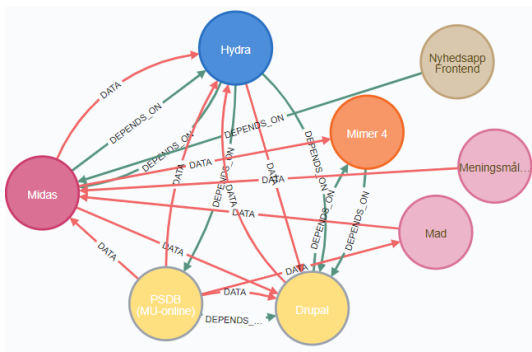 Hydra
Nyhedsapp
Frontend
DATA
DEPENDS_ON
DEPENDS_ON
DEPENDS_ON
Mimer 4
DATA
DEPENDS_ON
DEPENDS_ON
DATA
DATA
Meningsmål...
Midas
DATA
DATA
DEPENDS_ON
DEPENDS_ON
Mad
DATA
DATA
DATA
DATA
PSDB
(MU-online)
DATA
Drupal
DEPENDS_...